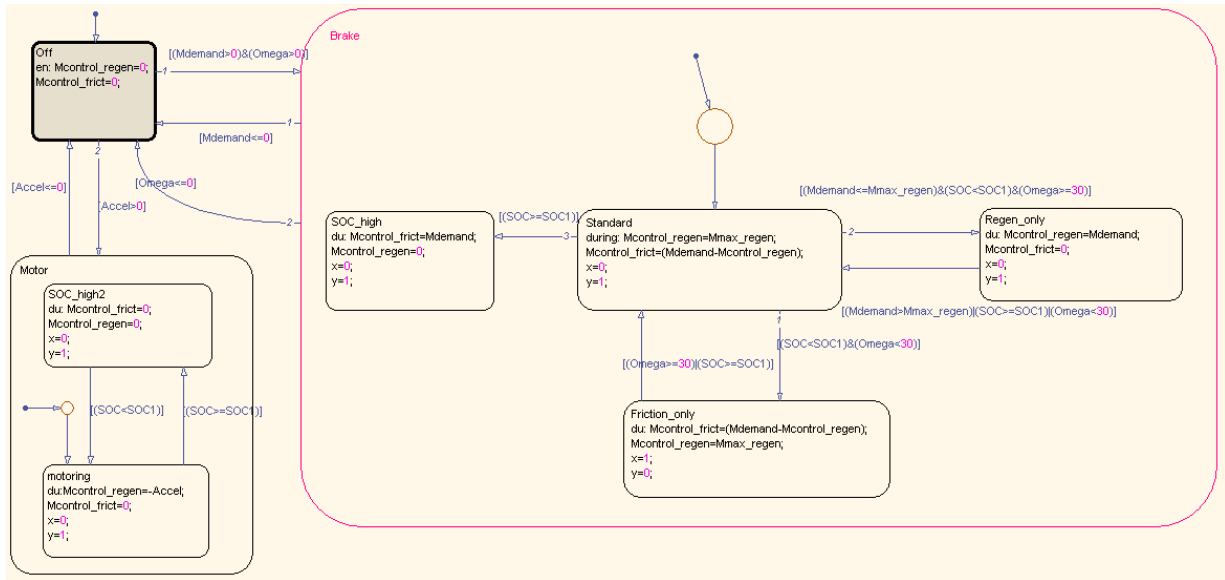 Brake
Off
en: Mcontrol_regen=0;
Mcontrol_frict=0;
[(Mdemand>0)&(Omega>0)]
1
1
[Mdemand<=0]
2
[Accel<=0]
[Omega<=0]
[Accel>0]
2
[(Mdemand<=Mmax_regen)&(SOC<SOC1)&(Omega>=30)]
SOC_high
du: Mcontrol_frict=Mdemand;
Mcontrol_regen=0;
x=0;
y=1;
[(SOC>=SOC1)]
3
Standard
during: Mcontrol_regen=Mmax_regen;
Mcontrol_frict=(Mdemand-Mcontrol_regen);
x=0;
y=1;
2
Regen_only
du: Mcontrol_regen=Mdemand;
Mcontrol_frict=0;
x=0;
y=1;
[(Mdemand>Mmax_regen)|(SOC>=SOC1)|(Omega<30)]
1
[(SOC<SOC1)&(Omega<30)]
[(Omega>=30)|(SOC>=SOC1)]
Friction_only
du: Mcontrol_frict=(Mdemand-Mcontrol_regen);
Mcontrol_regen=Mmax_regen;
x=1;
y=0;
Motor
SOC_high2
du: Mcontrol_frict=0;
Mcontrol_regen=0;
x=0;
y=1;
[(SOC<SOC1)]
[(SOC>=SOC1)]
motoring
du:Mcontrol_regen=-Accel;
Mcontrol_frict=0;
x=0;
y=1;